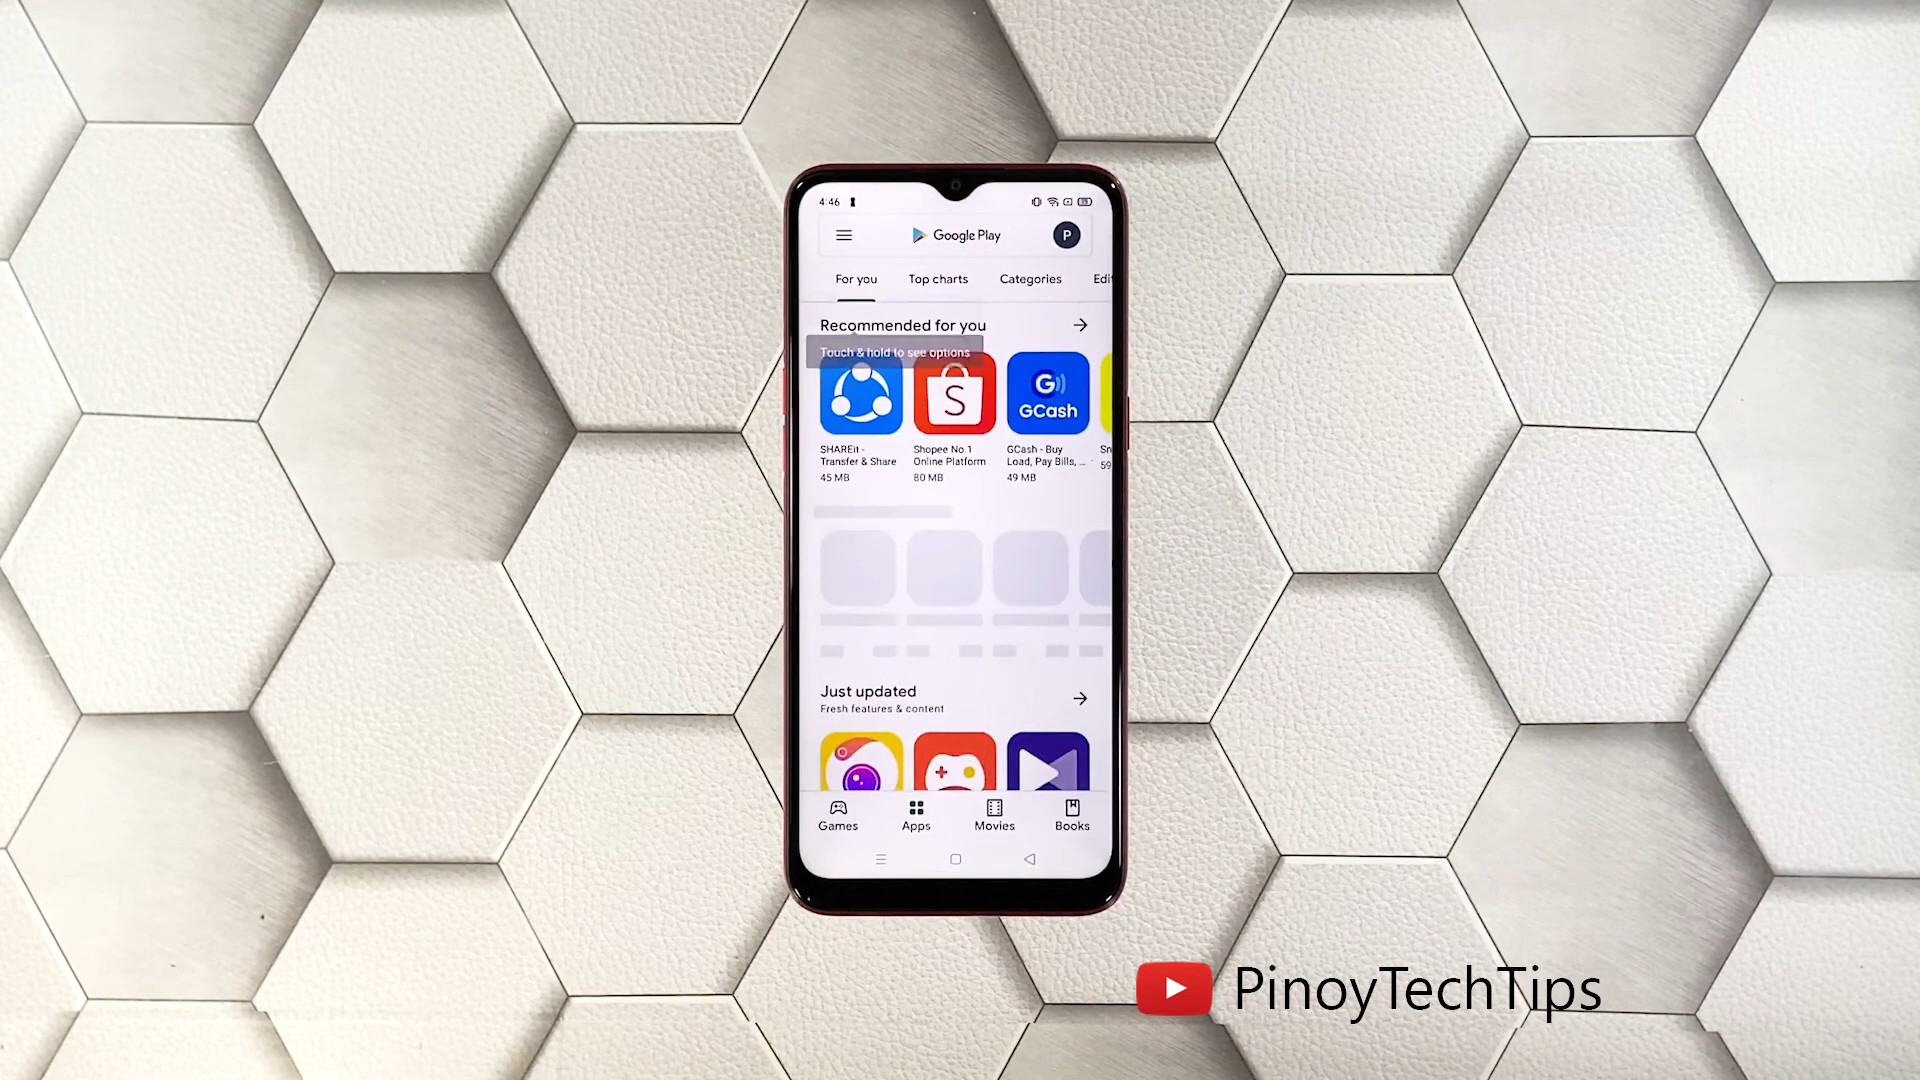 4:46
Google Play
P
For you Top charts Categories Edit
Recommended for you
Touch & hold to see options
S
G
GCash
SHAREit - Transfer & Share
45 MB
Shopee No.1 Online Platform
80 MB
GCash - Buy Load, Pay Bills, ...
49 MB
Sn
59
Just updated
Fresh features & content
Games Apps Movies Books
PinoyTechTips